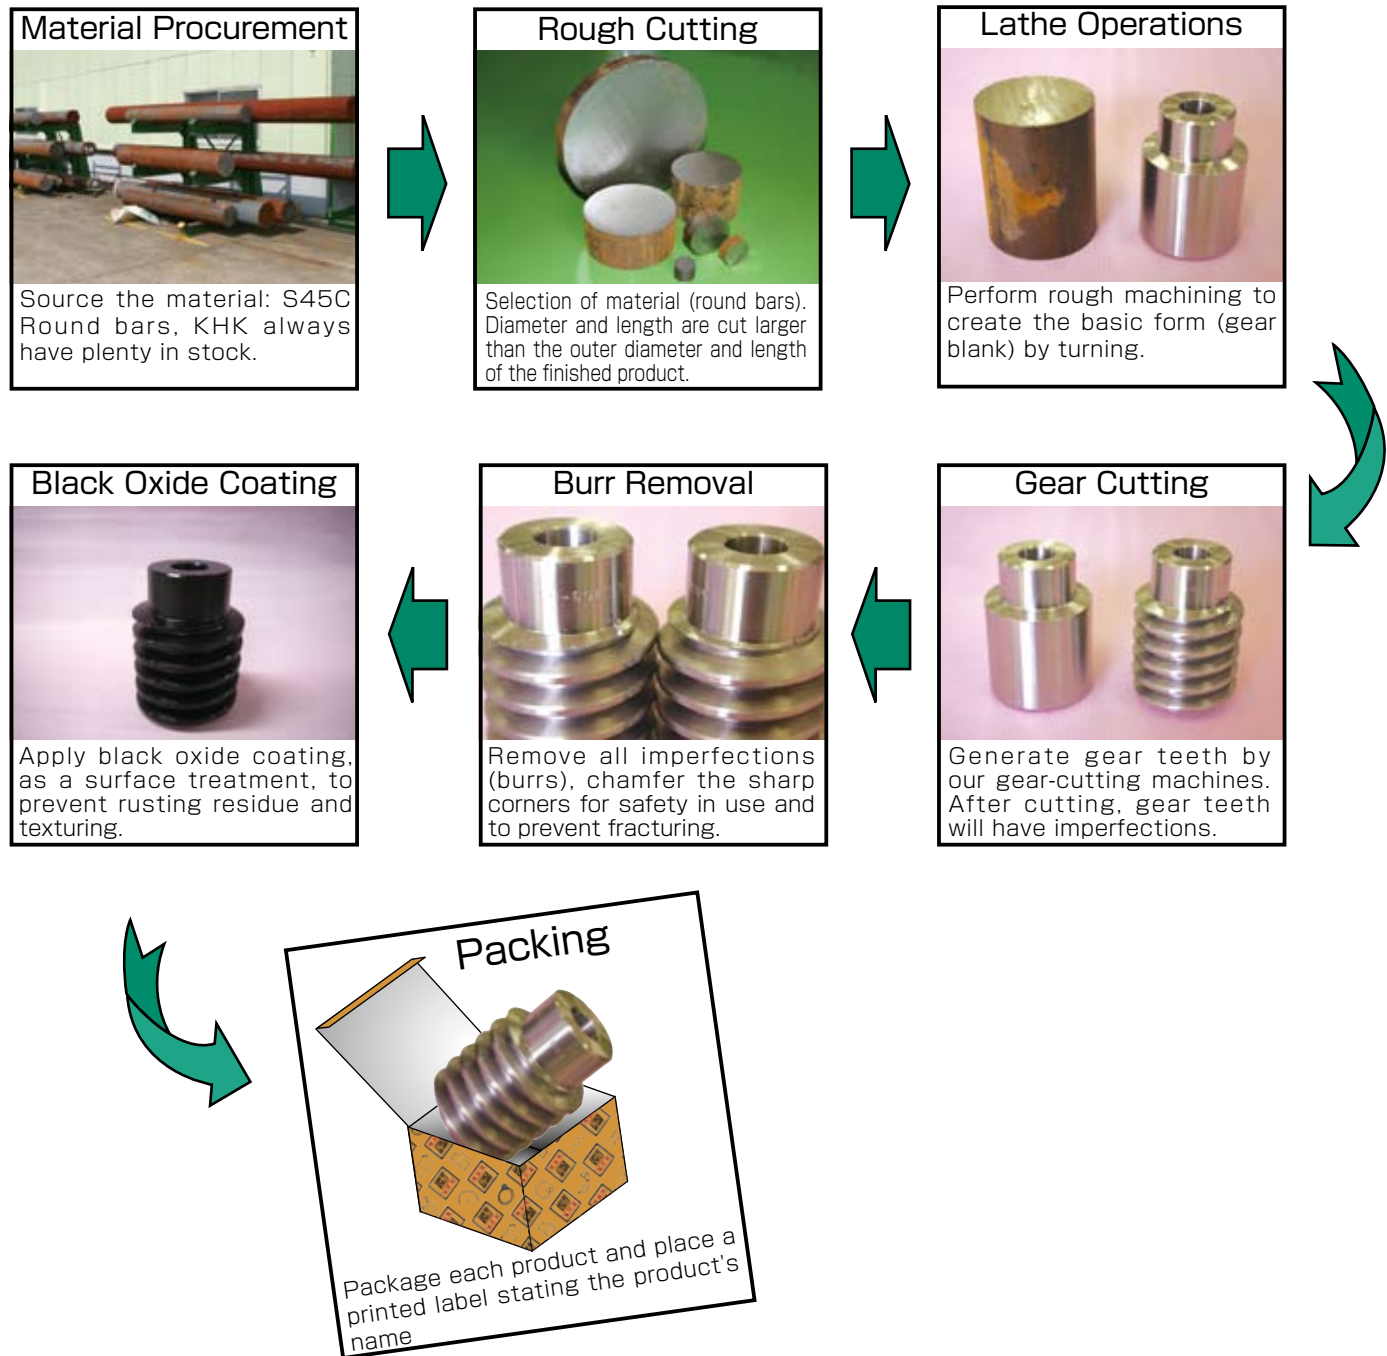 Material Procurement
Source the material: S45C
Round bars, KHK always
have plenty in stock.
Rough Cutting
Selection of material (round bars).
Diameter and length are cut larger
than the outer diameter and length
of the finished product.
Lathe Operations
Perform rough machining to
create the basic form (gear
blank) by turning.
Gear Cutting
Generate gear teeth by
our gear-cutting machines.
After cutting, gear teeth
will have imperfections.
Burr Removal
Remove all imperfections
(burrs), chamfer the sharp
corners for safety in use and
to prevent fracturing.
Black Oxide Coating
Apply black oxide coating,
as a surface treatment, to
prevent rusting residue and
texturing.
Packing
Package each product and place a
printed label stating the product's
name